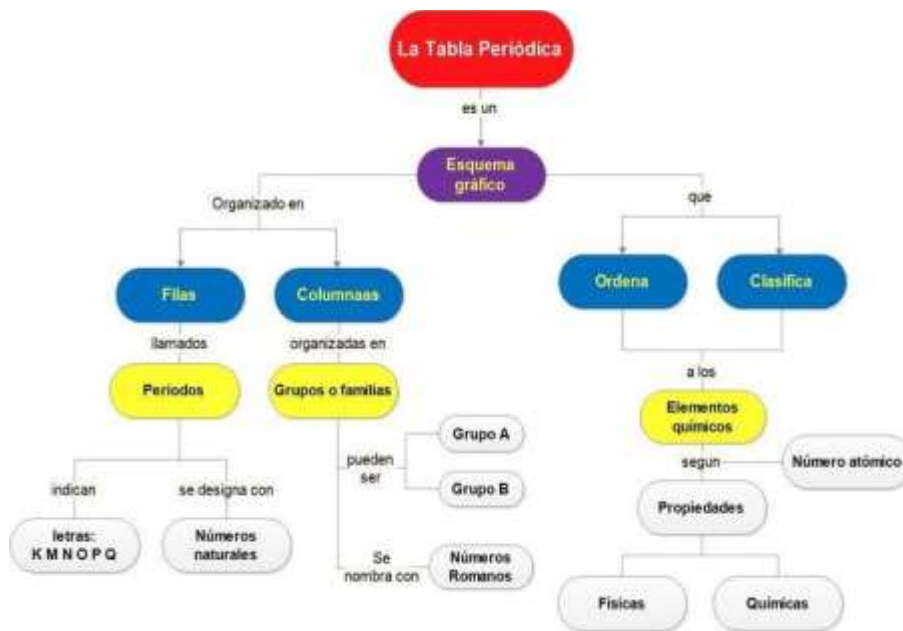 La Tabla Periódica
es un
Esquema
gráfico
Organizado en
que
Filas
Columnaas
Ordena
Clasifica
llamados
organizadas en
a los
Periodos
Grupos o familias
Elementos
químicos
Grupo A
pueden
ser
Grupo B
segun
Número atómico
indican
se designa con
Propiedades
letras:
K M N O P Q
Números
naturales
Se
nombra con
Números
Romanos
Físicas
Químicas